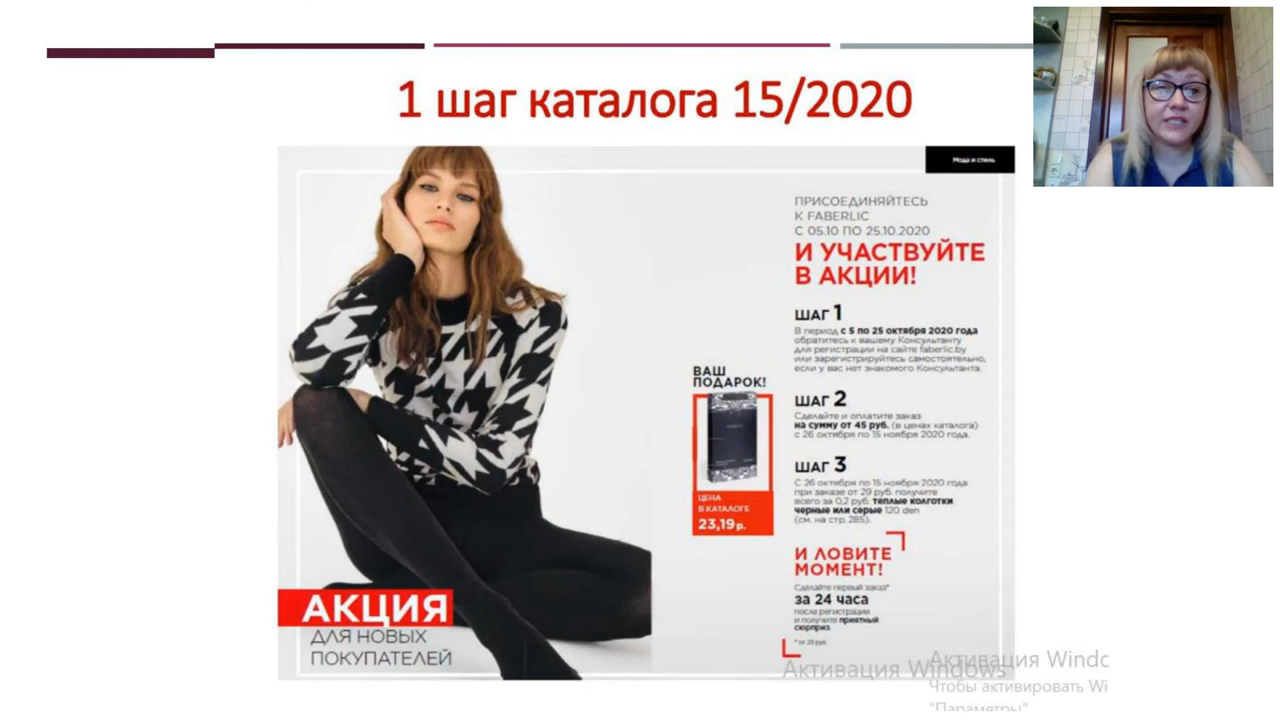 1 шаг каталога 15/2020
Мода и стиль
ПРИСОЕДИНЯЙТЕСЬ
К FABERLIC
С 05.10 ПО 25.10.2020
И УЧАСТВУЙТЕ
В АКЦИИ!
ШАГ 1
В период с 5 по 25 октября 2020 года
обратитесь к вашему Консультанту
для регистрации на сайте faberlic.by
или зарегистрируйтесь самостоятельно,
если у вас нет знакомого Консультанта.
ВАШ
ПОДАРОК!
ЦЕНА
В КАТАЛОГЕ
23,19 р.
ШАГ 2
Сделайте и оплатите заказ
на сумму от 45 руб. (в ценах каталога)
с 26 октября по 15 ноября 2020 года.
ШАГ 3
С 26 октября по 15 ноября 2020 года
при заказе от 29 руб. получите
всего за 0,2 руб. теплые колготки
черные или серые 120 den
(см. на стр. 285).
И ЛОВИТЕ
МОМЕНТ!
Сделайте первый заказ*
за 24 часа
после регистрации
и получите приятный
сюрприз
* от 29 руб.
АКЦИЯ
ДЛЯ НОВЫХ
ПОКУПАТЕЛЕЙ
Активация Windows
Активация Windc
Чтобы активировать Wi
"Параметры"